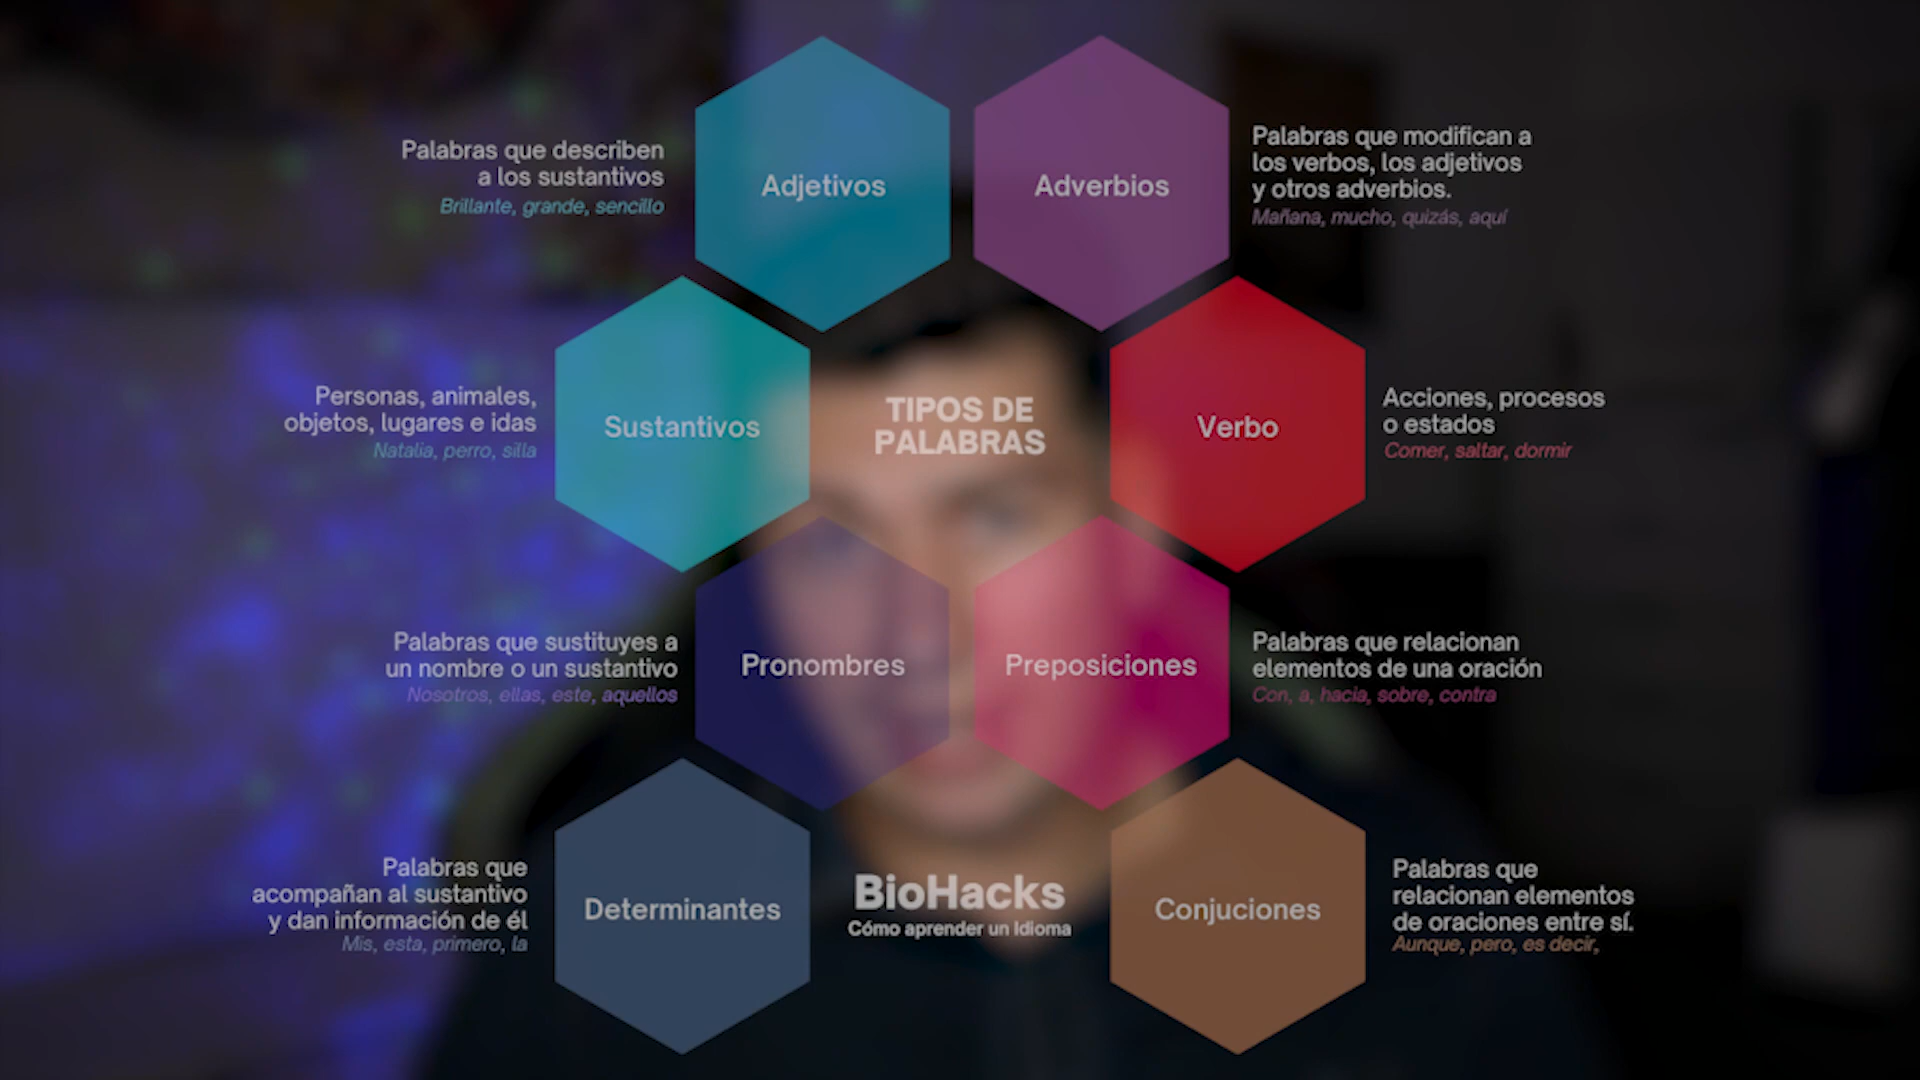 Palabras que describen
a los sustantivos
Brillante, grande, sencillo
Adjetivos
Adverbios
Palabras que modifican a
los verbos, los adjetivos
y otros adverbios.
Mañana, mucho, quizás, aquí
Personas, animales,
objetos, lugares e idas
Natalia, perro, silla
Sustantivos
TIPOS DE
PALABRAS
Verbo
Acciones, procesos
o estados
Comer, saltar, dormir
Palabras que sustituyes a
un nombre o un sustantivo
Nosotros, ellas, este, aquellos
Pronombres
Preposiciones
Palabras que relacionan
elementos de una oración
Con, a, hacia, sobre, contra
Palabras que
acompañan al sustantivo
y dan información de él
Mis, esta, primero, la
Determinantes
BioHacks
Cómo aprender un Idioma
Conjuciones
Palabras que
relacionan elementos
de oraciones entre sí.
Aunque, pero, es decir,